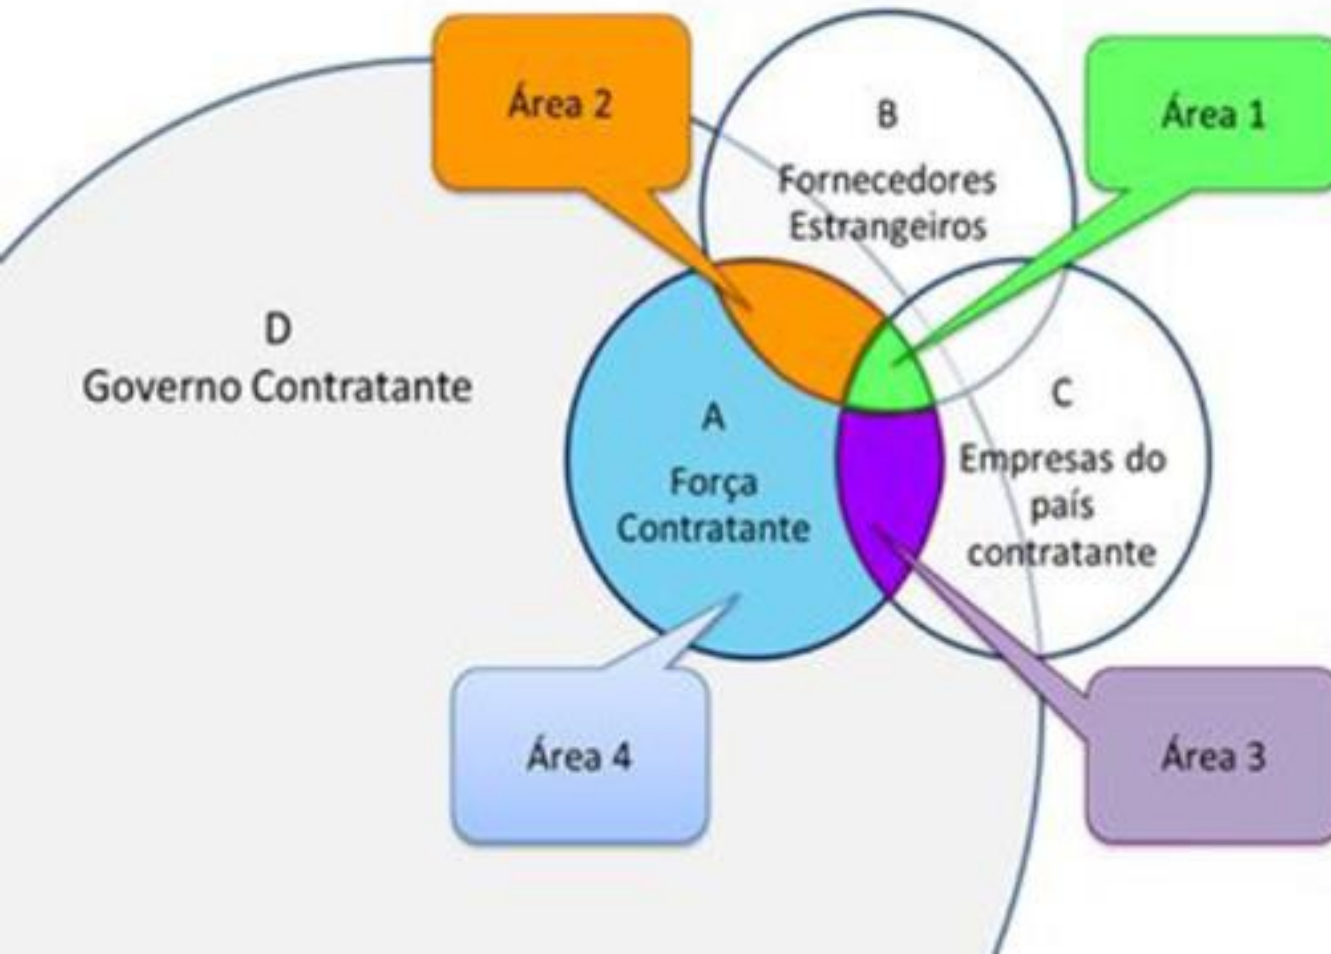 Área 2
Área 1
B
Fornecedores
Estrangeiros
D
Governo Contratante
A
Força
Contratante
C
Empresas do
país
contratante
Área 4
Área 3